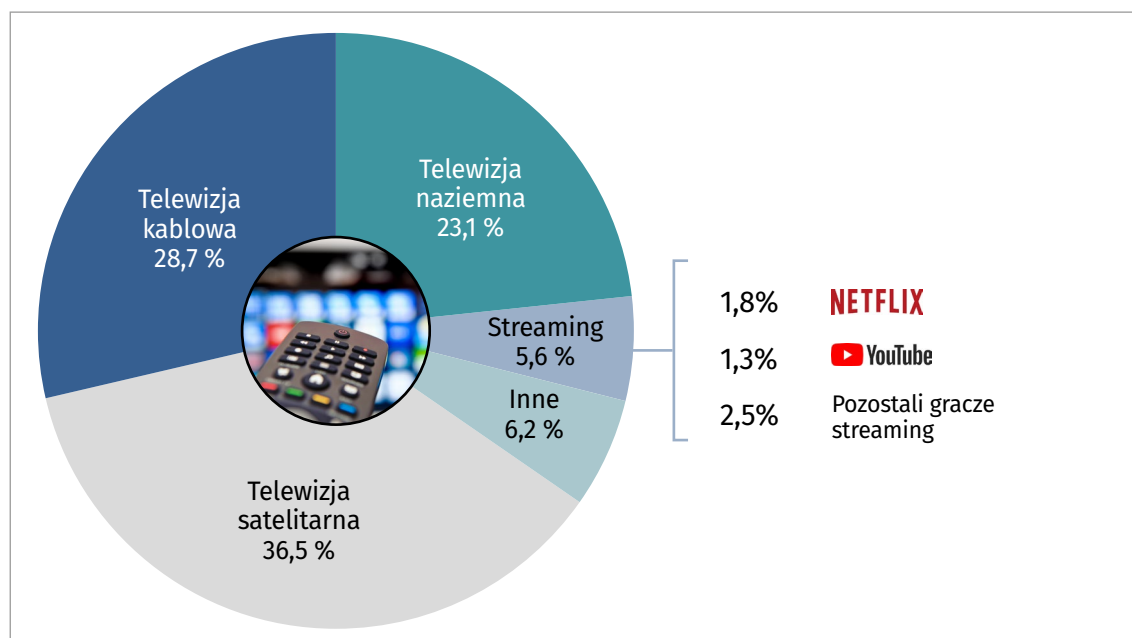 Telewizja
kablowa
28,7 %
Telewizja
naziemna
23,1 %
Streaming
5,6 %
Inne
6,2 %
Telewizja
satelitarna
36,5 %
1,8% NETFLIX
1,3% YouTube
2,5% Pozostali gracze
streaming